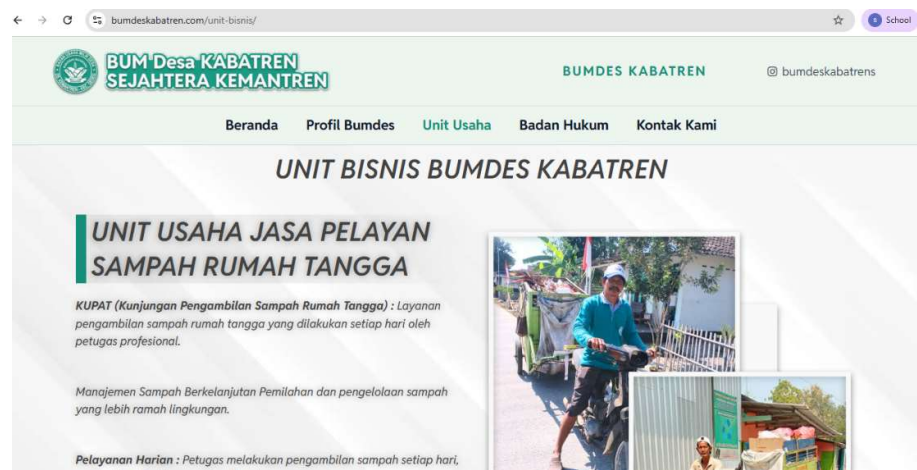 bumdeskabatren.com/unit-bisnis/
School
BUM Desa KABATREN
SEJAHTERA KEMANTREN
BUMDES KABATREN
bumdeskabatrens
Beranda Profil Bumdes Unit Usaha Badan Hukum Kontak Kami
UNIT BISNIS BUMDES KABATREN
UNIT USAHA JASA PELAYAN
SAMPAH RUMAH TANGGA
KUPAT (Kunjungan Pengambilan Sampah Rumah Tangga) : Layanan
pengambilan sampah rumah tangga yang dilakukan setiap hari oleh
petugas profesional.
Manajemen Sampah Berkelanjutan Pemilahan dan pengelolaan sampah
yang lebih ramah lingkungan.
Pelayanan Harian : Petugas melakukan pengambilan sampah setiap hari,